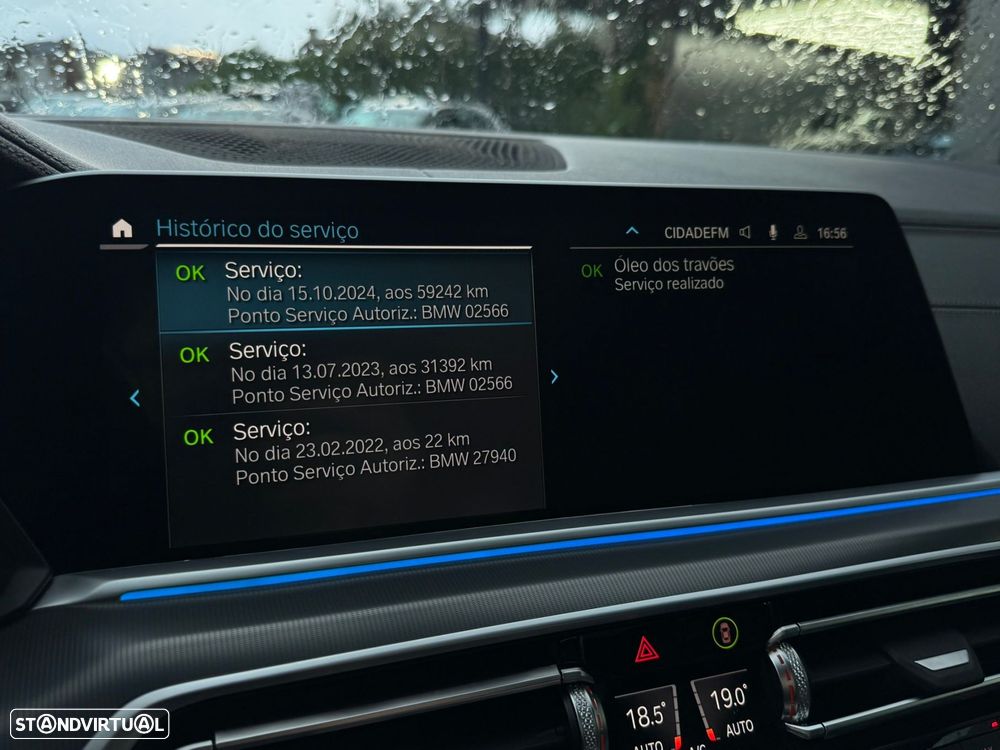 Histórico do serviço
CIDADEFM 16:56
OK Serviço:
No dia 15.10.2024, aos 59242 km
Ponto Serviço Autoriz.: BMW 02566
OK Serviço:
No dia 13.07.2023, aos 31392 km
Ponto Serviço Autoriz.: BMW 02566
OK Serviço:
No dia 23.02.2022, aos 22 km
Ponto Serviço Autoriz.: BMW 27940
OK Óleo dos travões
Serviço realizado
18.5°
AUTO
A/C
19.0°
AUTO
STANDVIRTUAL